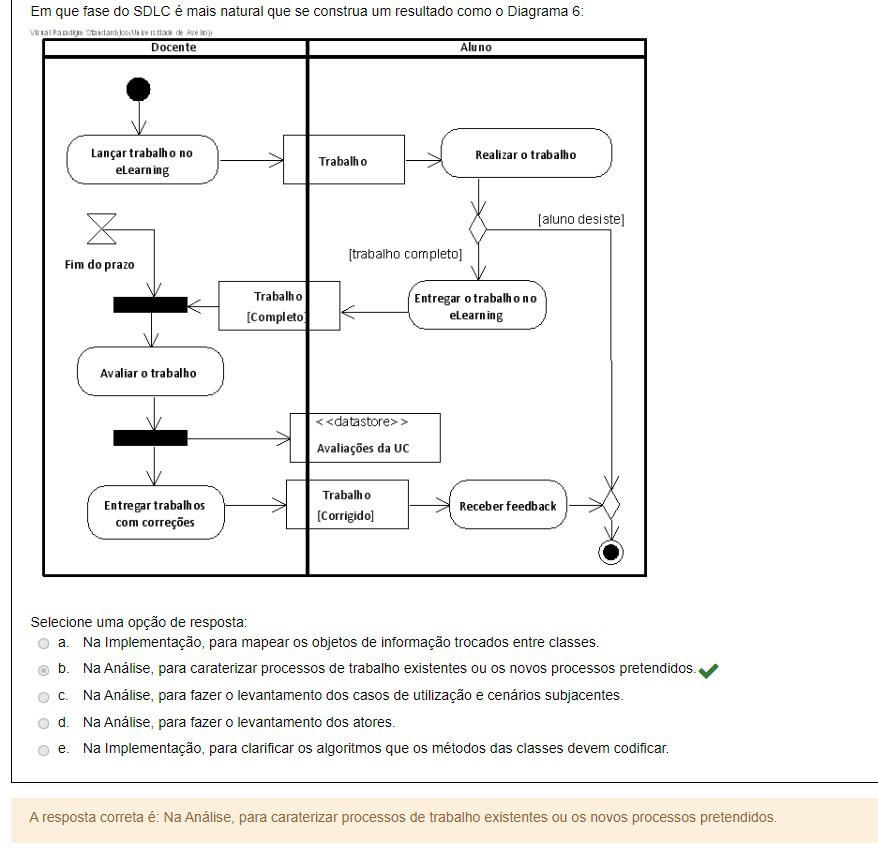 Em que fase do SDLC é mais natural que se construa um resultado como o Diagrama 6:
Visual Paradigm Standard(ico(Universidade de Aveiro))
Docente
Aluno
Lançar trabalho no
eLearning
Trabalho
Realizar o trabalho
[aluno desiste]
[trabalho completo]
Fim do prazo
Trabalho
[Completo]
Entregar o trabalho no
eLearning
Avaliar o trabalho
<<datastore>>
Avaliações da UC
Entregar trabalhos
com correções
Trabalho
[Corrigido]
Receber feedback
Selecione uma opção de resposta:
a. Na Implementação, para mapear os objetos de informação trocados entre classes.
b. Na Análise, para caraterizar processos de trabalho existentes ou os novos processos pretendidos.
c. Na Análise, para fazer o levantamento dos casos de utilização e cenários subjacentes.
d. Na Análise, para fazer o levantamento dos atores.
e. Na Implementação, para clarificar os algoritmos que os métodos das classes devem codificar.
A resposta correta é: Na Análise, para caraterizar processos de trabalho existentes ou os novos processos pretendidos.